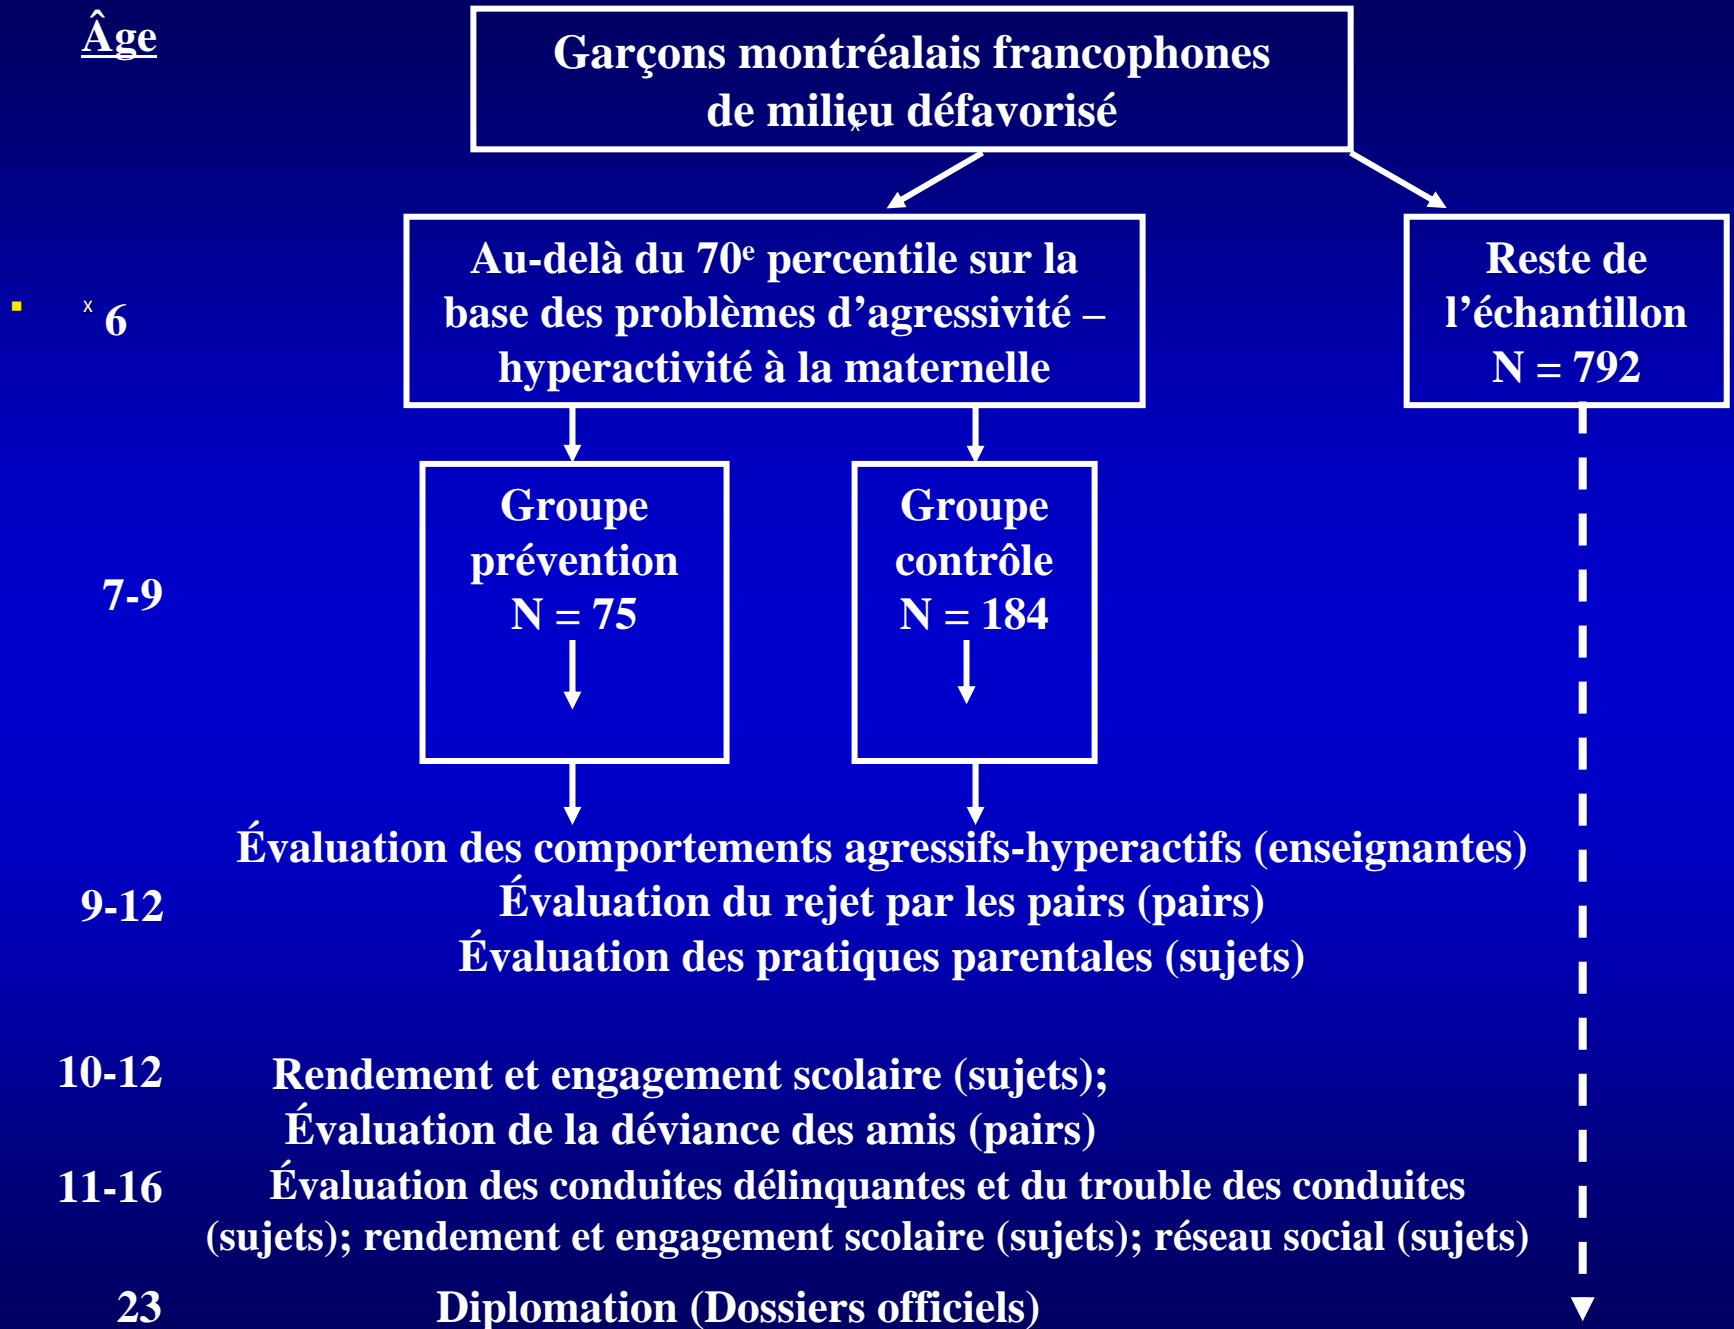 Âge
Garçons montréalais francophones
de milieu défavorisé
x
Au-delà du 70e percentile sur la
base des problèmes d’agressivité –
hyperactivité à la maternelle
Reste de
l’échantillon
N = 792
x 6
Groupe
prévention
N = 75
Groupe
contrôle
N = 184
7-9
Évaluation des comportements agressifs-hyperactifs (enseignantes)
9-12
Évaluation du rejet par les pairs (pairs)
Évaluation des pratiques parentales (sujets)
10-12
Rendement et engagement scolaire (sujets);
Évaluation de la déviance des amis (pairs)
11-16
Évaluation des conduites délinquantes et du trouble des conduites
(sujets); rendement et engagement scolaire (sujets); réseau social (sujets)
23
Diplomation (Dossiers officiels)